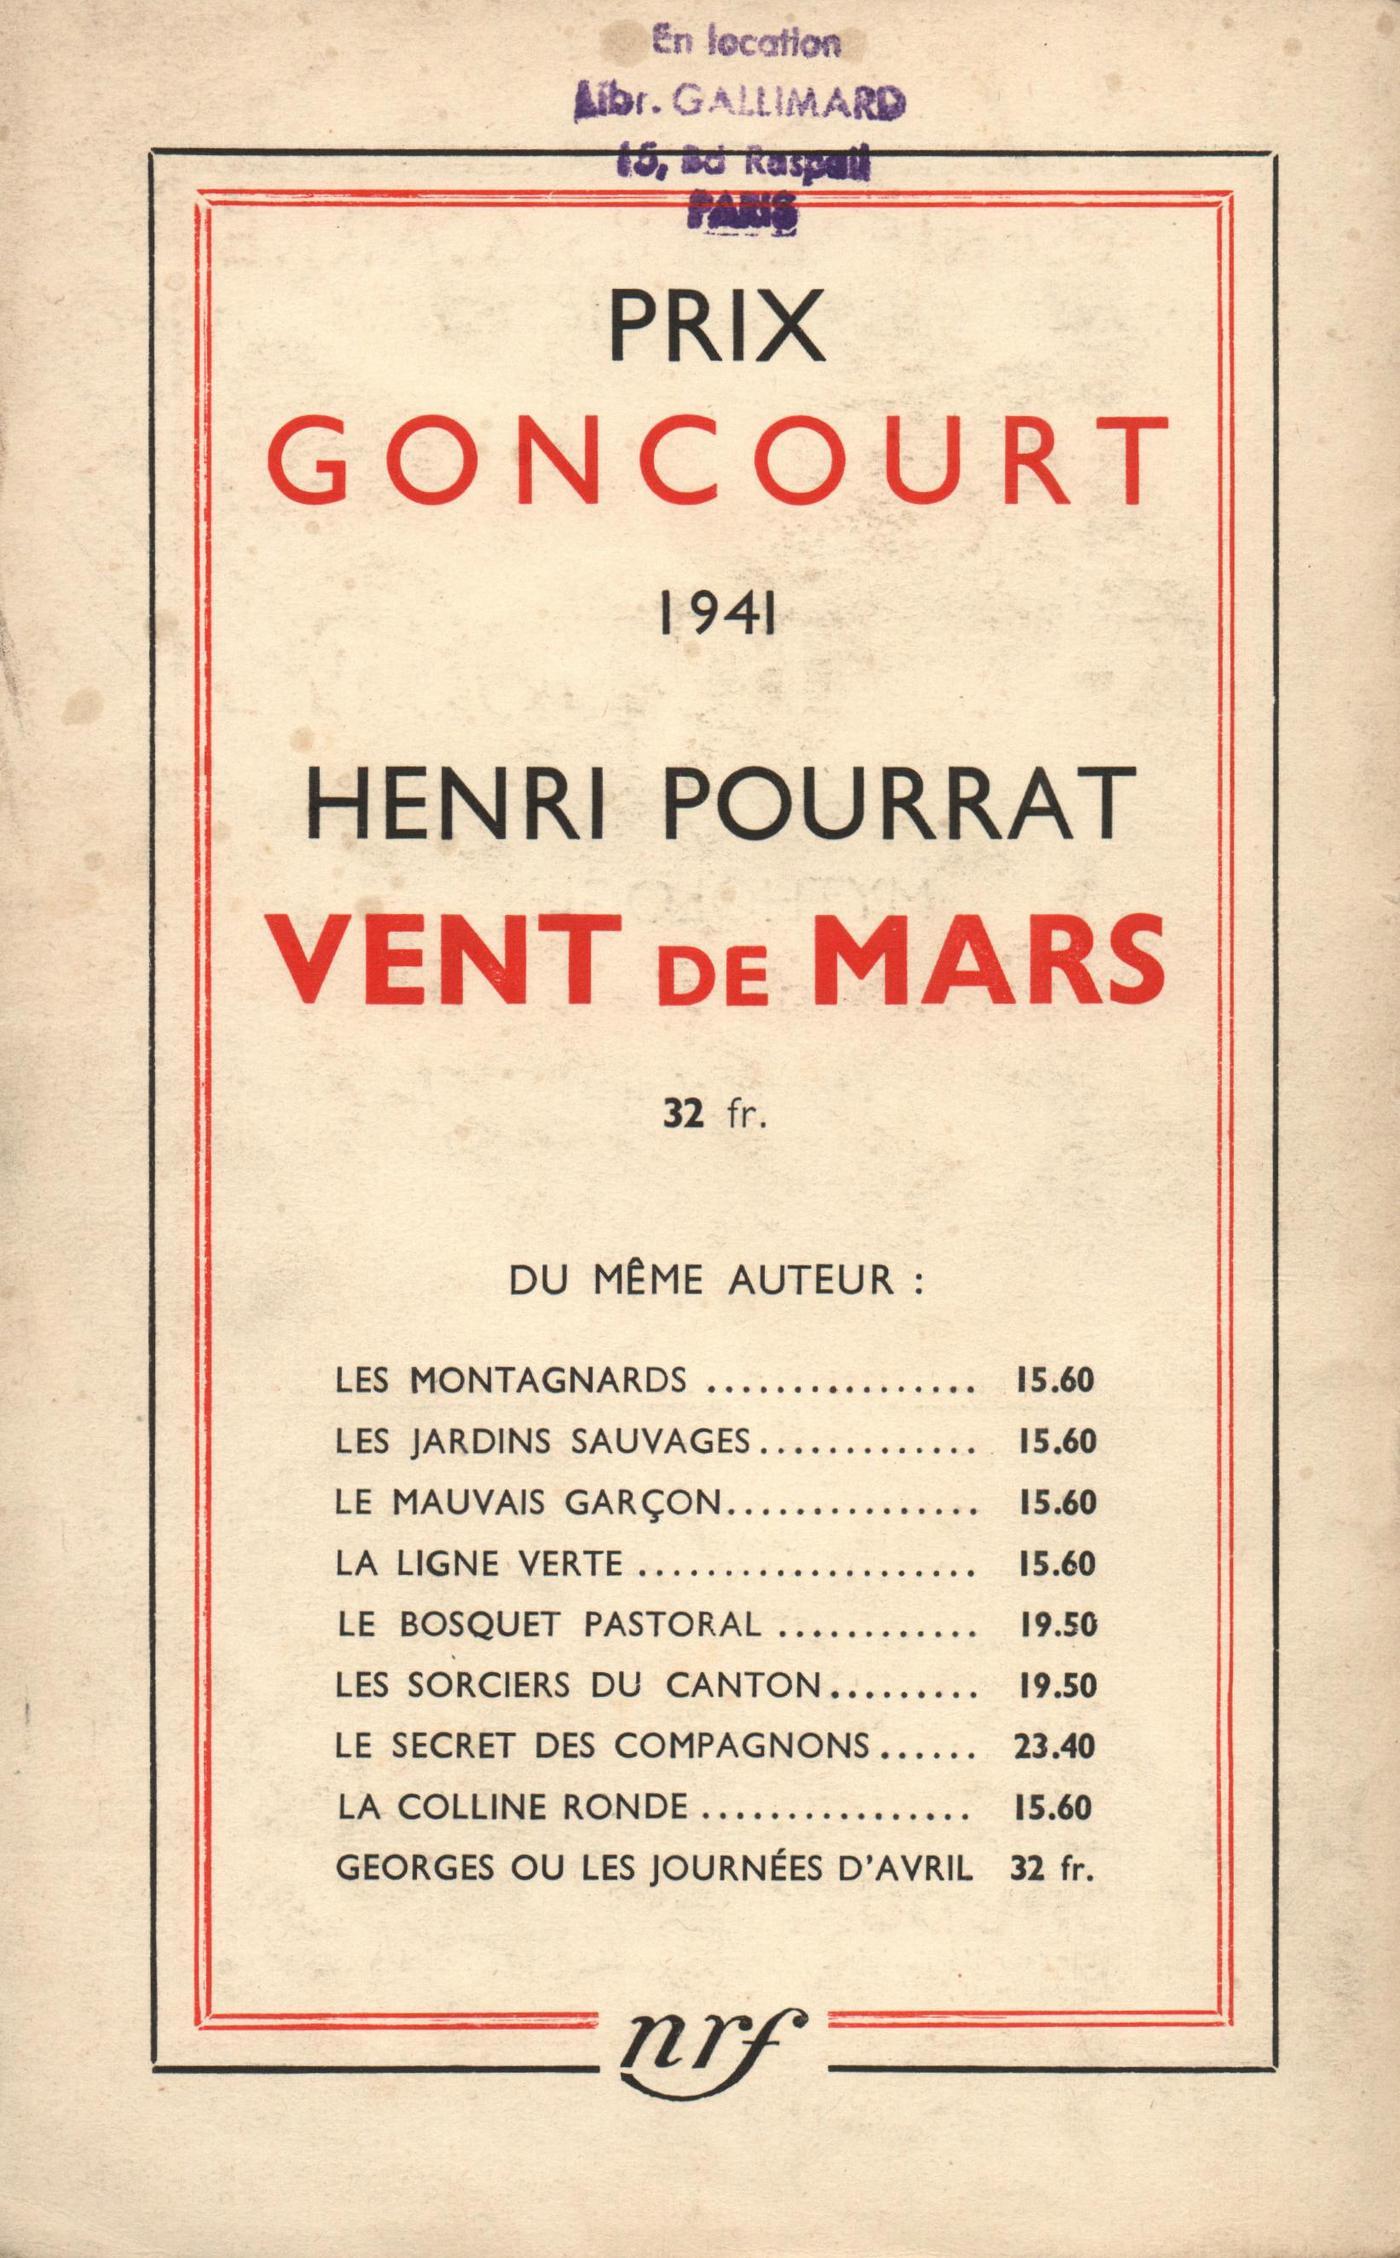 En location
Libr. GALLIMARD
15, Bd Raspail
PARIS
PRIX
GONCOURT
1941
HENRI POURRAT
VENT DE MARS
32 fr.
DU MÊME AUTEUR :
LES MONTAGNARDS ................... 15.60
LES JARDINS SAUVAGES ............. 15.60
LE MAUVAIS GARÇON ............... 15.60
LA LIGNE VERTE ........................ 15.60
LE BOSQUET PASTORAL ............ 19.50
LES SORCIERS DU CANTON ......... 19.50
LE SECRET DES COMPAGNONS ...... 23.40
LA COLLINE RONDE ................ 15.60
GEORGES OU LES JOURNÉES D'AVRIL 32 fr.
nrf